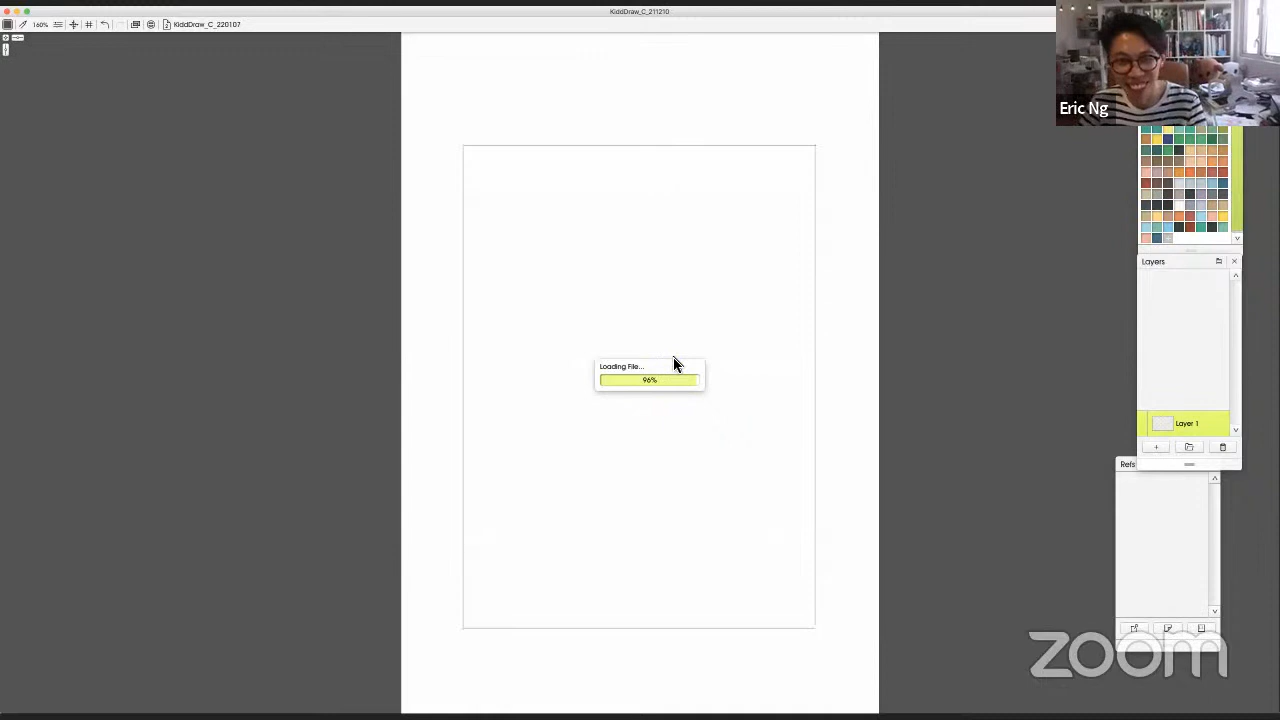 KiddDraw_C_211210
160%
KiddDraw_C_220107
Eric Ng
Layers
Loading File...
96%
Layer 1
Refs
zoom